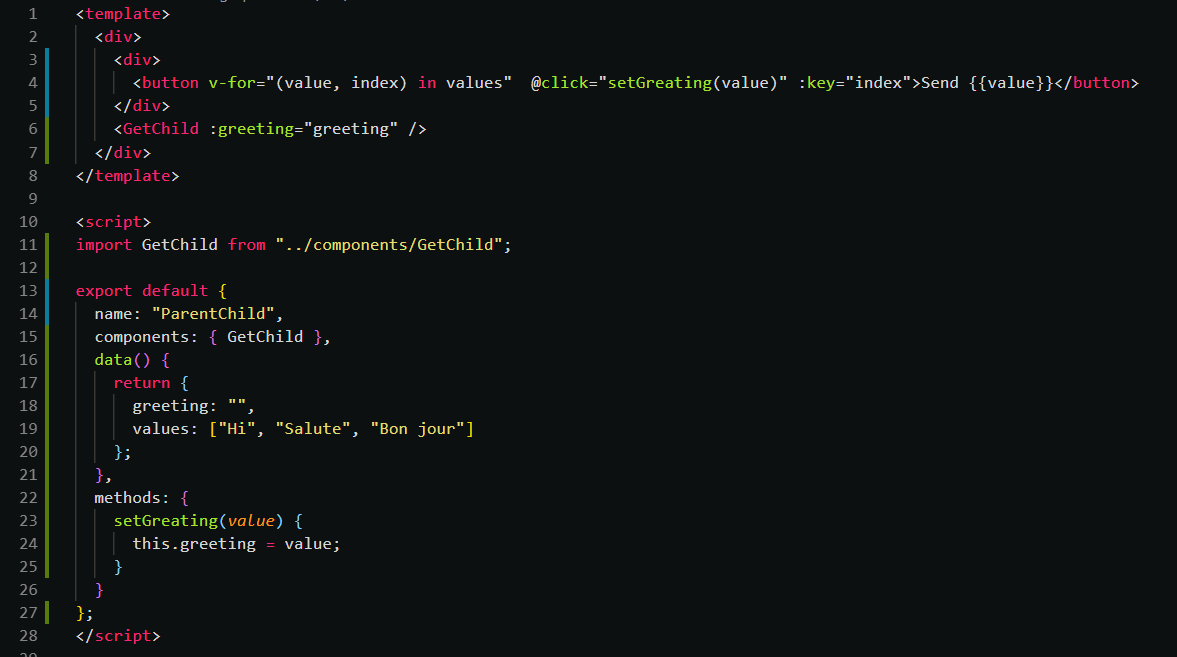 1 <template>
2   <div>
3     <div>
4       <button v-for="(value, index) in values"  @click="setGreating(value)" :key="index">Send {{value}}</button>
5     </div>
6     <GetChild :greeting="greeting" />
7   </div>
8 </template>
9
10 <script>
11 import GetChild from "../components/GetChild";
12
13 export default {
14   name: "ParentChild",
15   components: { GetChild },
16   data() {
17     return {
18       greeting: "",
19       values: ["Hi", "Salute", "Bon jour"]
20     };
21   },
22   methods: {
23     setGreating(value) {
24       this.greeting = value;
25     }
26   }
27 };
28 </script>